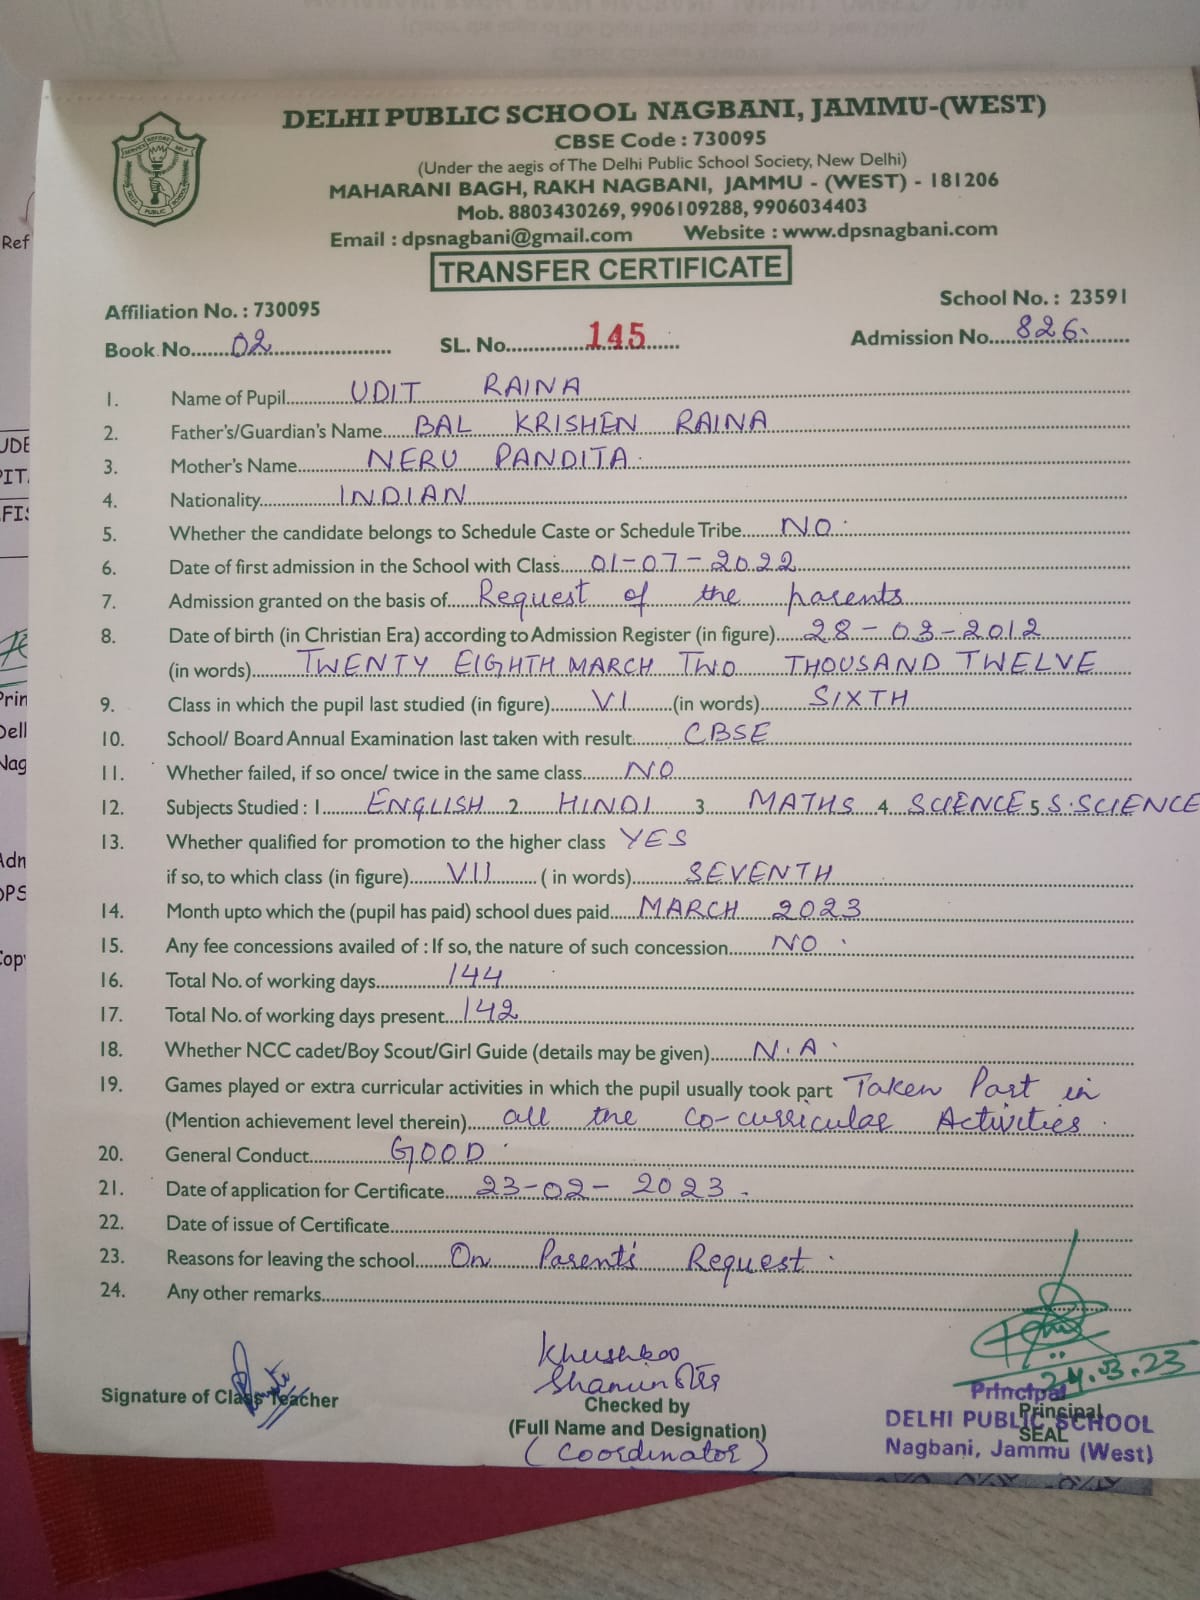 DELHI PUBLIC SCHOOL NAGBANI, JAMMU-(WEST)
CBSE Code : 730095
(Under the aegis of The Delhi Public School Society, New Delhi)
MAHARANI BAGH, RAKH NAGBANI, JAMMU - (WEST) - 181206
Mob. 8803430269, 9906109288, 9906034403
Email : dpsnagbani@gmail.com Website : www.dpsnagbani.com
SERVICE BEFORE SELF
DELHI PUBLIC SCHOOL
TRANSFER CERTIFICATE
Affiliation No. : 730095 School No. : 23591
Book No. 02 SL. No. 145 Admission No. 826
1. Name of Pupil UDIT RAINA
2. Father's/Guardian's Name BAL KRISHEN RAINA
3. Mother's Name NERU PANDITA
4. Nationality INDIAN
5. Whether the candidate belongs to Schedule Caste or Schedule Tribe NO
6. Date of first admission in the School with Class 01-07-2022
7. Admission granted on the basis of Request of the parents
8. Date of birth (in Christian Era) according to Admission Register (in figure) 28-03-2012
(in words) TWENTY EIGHTH MARCH TWO THOUSAND TWELVE
9. Class in which the pupil last studied (in figure) VI (in words) SIXTH
10. School/ Board Annual Examination last taken with result CBSE
11. Whether failed, if so once/ twice in the same class NO
12. Subjects Studied : 1 ENGLISH 2 HINDI 3. MATHS 4. SCIENCE 5 S.SCIENCE
13. Whether qualified for promotion to the higher class YES
if so, to which class (in figure) VII ( in words) SEVENTH
14. Month upto which the (pupil has paid) school dues paid MARCH 2023
15. Any fee concessions availed of : If so, the nature of such concession NO
16. Total No. of working days 144
17. Total No. of working days present 142
18. Whether NCC cadet/Boy Scout/Girl Guide (details may be given) N.A
19. Games played or extra curricular activities in which the pupil usually took part Taken Part in
(Mention achievement level therein) all the co-curricular Activities
20. General Conduct GOOD
21. Date of application for Certificate 23-02-2023.
22. Date of issue of Certificate
23. Reasons for leaving the school On Parent's Request
24. Any other remarks
Khushboo
24.3.23
Signature of Class Teacher
Checked by
(Full Name and Designation)
(Coordinator)
Principal
Principal
DELHI PUBLIC SCHOOL
SEAL
Nagbani, Jammu (West)
Ref